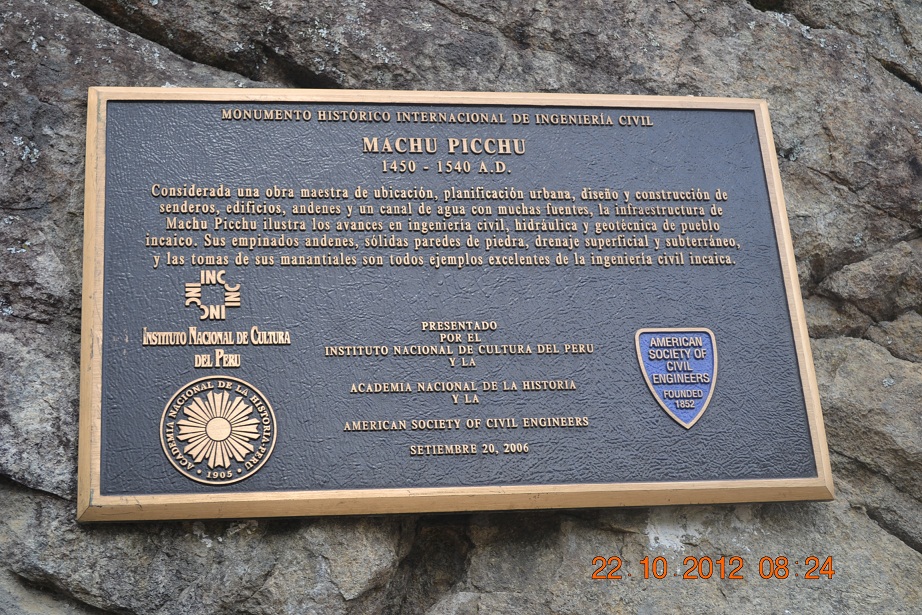 MONUMENTO HISTÓRICO INTERNACIONAL DE INGENIERÍA CIVIL
MACHU PICCHU
1450 - 1540 A.D.
Considerada una obra maestra de ubicación, planificación urbana, diseño y construcción de
senderos, edificios, andenes y un canal de agua con muchas fuentes, la infraestructura de
Machu Picchu ilustra los avances en ingeniería civil, hidráulica y geotécnica de pueblo
incaico. Sus empinados andenes, sólidas paredes de piedra, drenaje superficial y subterráneo,
y las tomas de sus manantiales son todos ejemplos excelentes de la ingeniería civil incaica.
INC
INC
INC
INC
INSTITUTO NACIONAL DE CULTURA
DEL PERU
ACADEMIA NACIONAL DE LA HISTORIA-PERU
• 1905 •
PRESENTADO
POR EL
INSTITUTO NACIONAL DE CULTURA DEL PERU
Y LA
ACADEMIA NACIONAL DE LA HISTORIA
Y LA
AMERICAN SOCIETY OF CIVIL ENGINEERS
SETIEMBRE 20, 2006
AMERICAN
SOCIETY OF
CIVIL
ENGINEERS
FOUNDED
1852
22 10 2012 08:24